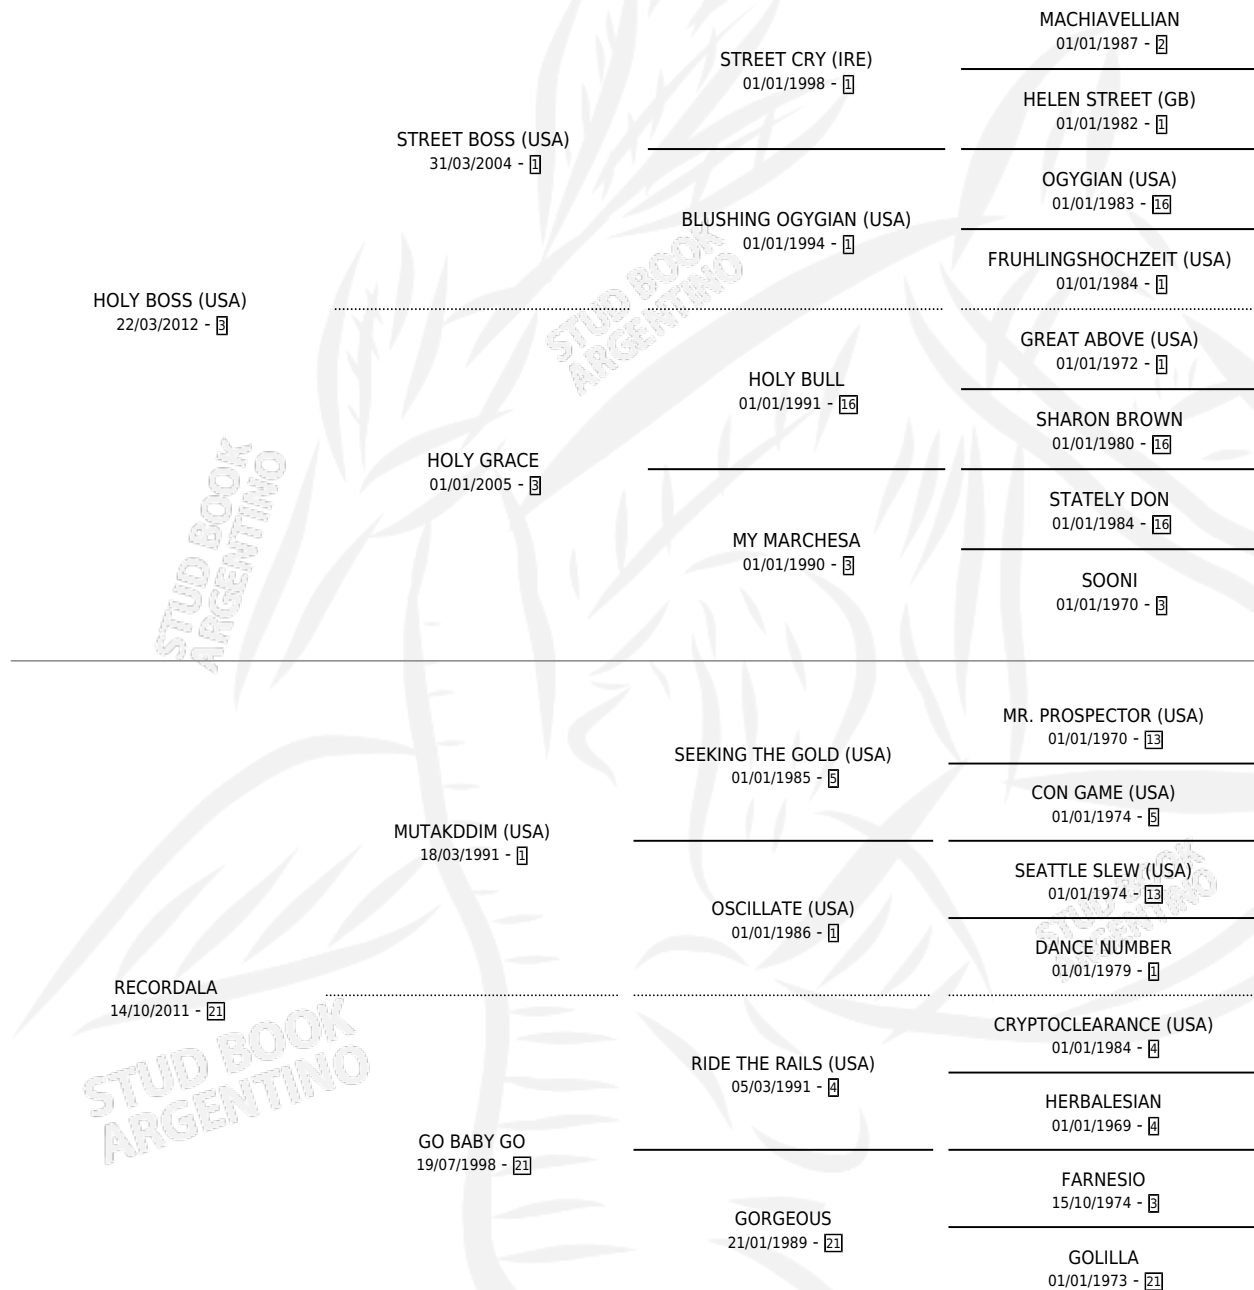 MACHIAVELLIAN
01/01/1987 - 2
STREET CRY (IRE)
01/01/1998 - 1
HELEN STREET (GB)
01/01/1982 - 1
STREET BOSS (USA)
31/03/2004 - 1
OGYGIAN (USA)
01/01/1983 - 16
BLUSHING OGYGIAN (USA)
01/01/1994 - 1
FRUHLINGSHOCHZEIT (USA)
01/01/1984 - 1
HOLY BOSS (USA)
22/03/2012 - 3
GREAT ABOVE (USA)
01/01/1972 - 1
HOLY BULL
01/01/1991 - 16
SHARON BROWN
01/01/1980 - 16
HOLY GRACE
01/01/2005 - 3
STATELY DON
01/01/1984 - 16
MY MARCHESA
01/01/1990 - 3
SOONI
01/01/1970 - 3
MR. PROSPECTOR (USA)
01/01/1970 - 13
SEEKING THE GOLD (USA)
01/01/1985 - 5
CON GAME (USA)
01/01/1974 - 5
MUTAKDDIM (USA)
18/03/1991 - 1
SEATTLE SLEW (USA)
01/01/1974 - 13
OSCILLATE (USA)
01/01/1986 - 1
DANCE NUMBER
01/01/1979 - 1
RECORDALA
14/10/2011 - 21
CRYPTOCLEARANCE (USA)
01/01/1984 - 4
RIDE THE RAILS (USA)
05/03/1991 - 4
HERBALESIAN
01/01/1969 - 4
GO BABY GO
19/07/1998 - 21
FARNESIO
15/10/1974 - 3
GORGEOUS
21/01/1989 - 21
GOLILLA
01/01/1973 - 21
STUD BOOK
ARGENTINO
STUD BOOK
ARGENTINO
STUD BOOK
ARGENTINO
STUD BOOK
ARGENTINO